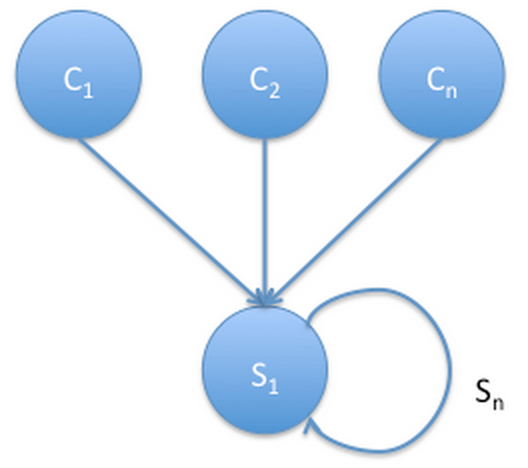 C₁ C₂ Cₙ
S₁
Sₙ